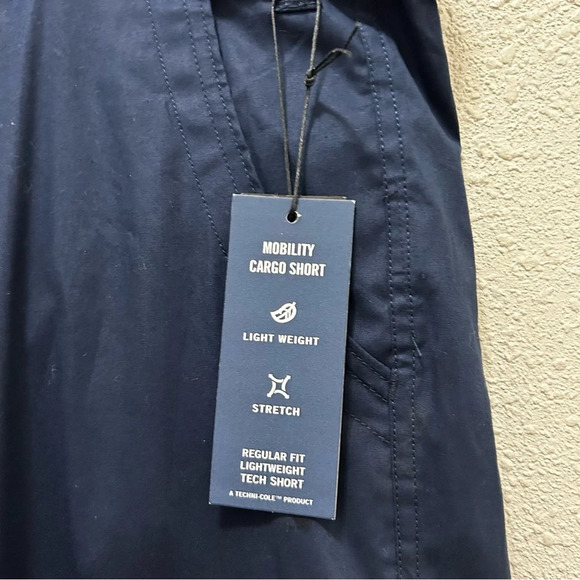 MOBILITY
CARGO SHORT
LIGHT WEIGHT
STRETCH
REGULAR FIT
LIGHTWEIGHT
TECH SHORT
A TECHNI-COLE™ PRODUCT